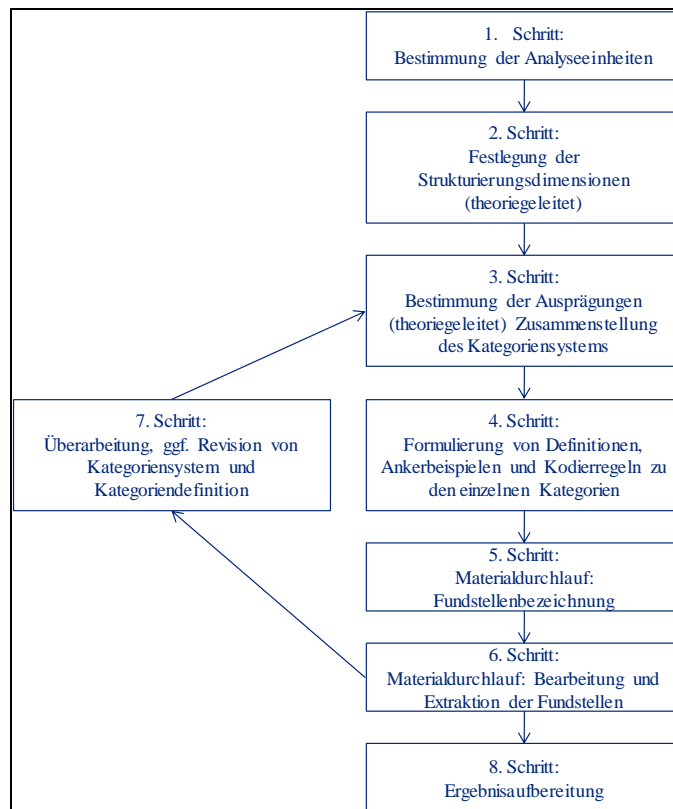 1. Schritt:
Bestimmung der Analyseeinheiten
2. Schritt:
Festlegung der
Strukturierungsdimensionen
(theoriegeleitet)
3. Schritt:
Bestimmung der Ausprägungen
(theoriegeleitet) Zusammenstellung
des Kategoriensystems
4. Schritt:
Formulierung von Definitionen,
Ankerbeispielen und Kodierregeln zu
den einzelnen Kategorien
5. Schritt:
Materialdurchlauf:
Fundstellenbezeichnung
6. Schritt:
Materialdurchlauf: Bearbeitung und
Extraktion der Fundstellen
7. Schritt:
Überarbeitung, ggf. Revision von
Kategoriensystem und
Kategoriendefinition
8. Schritt:
Ergebnisaufbereitung